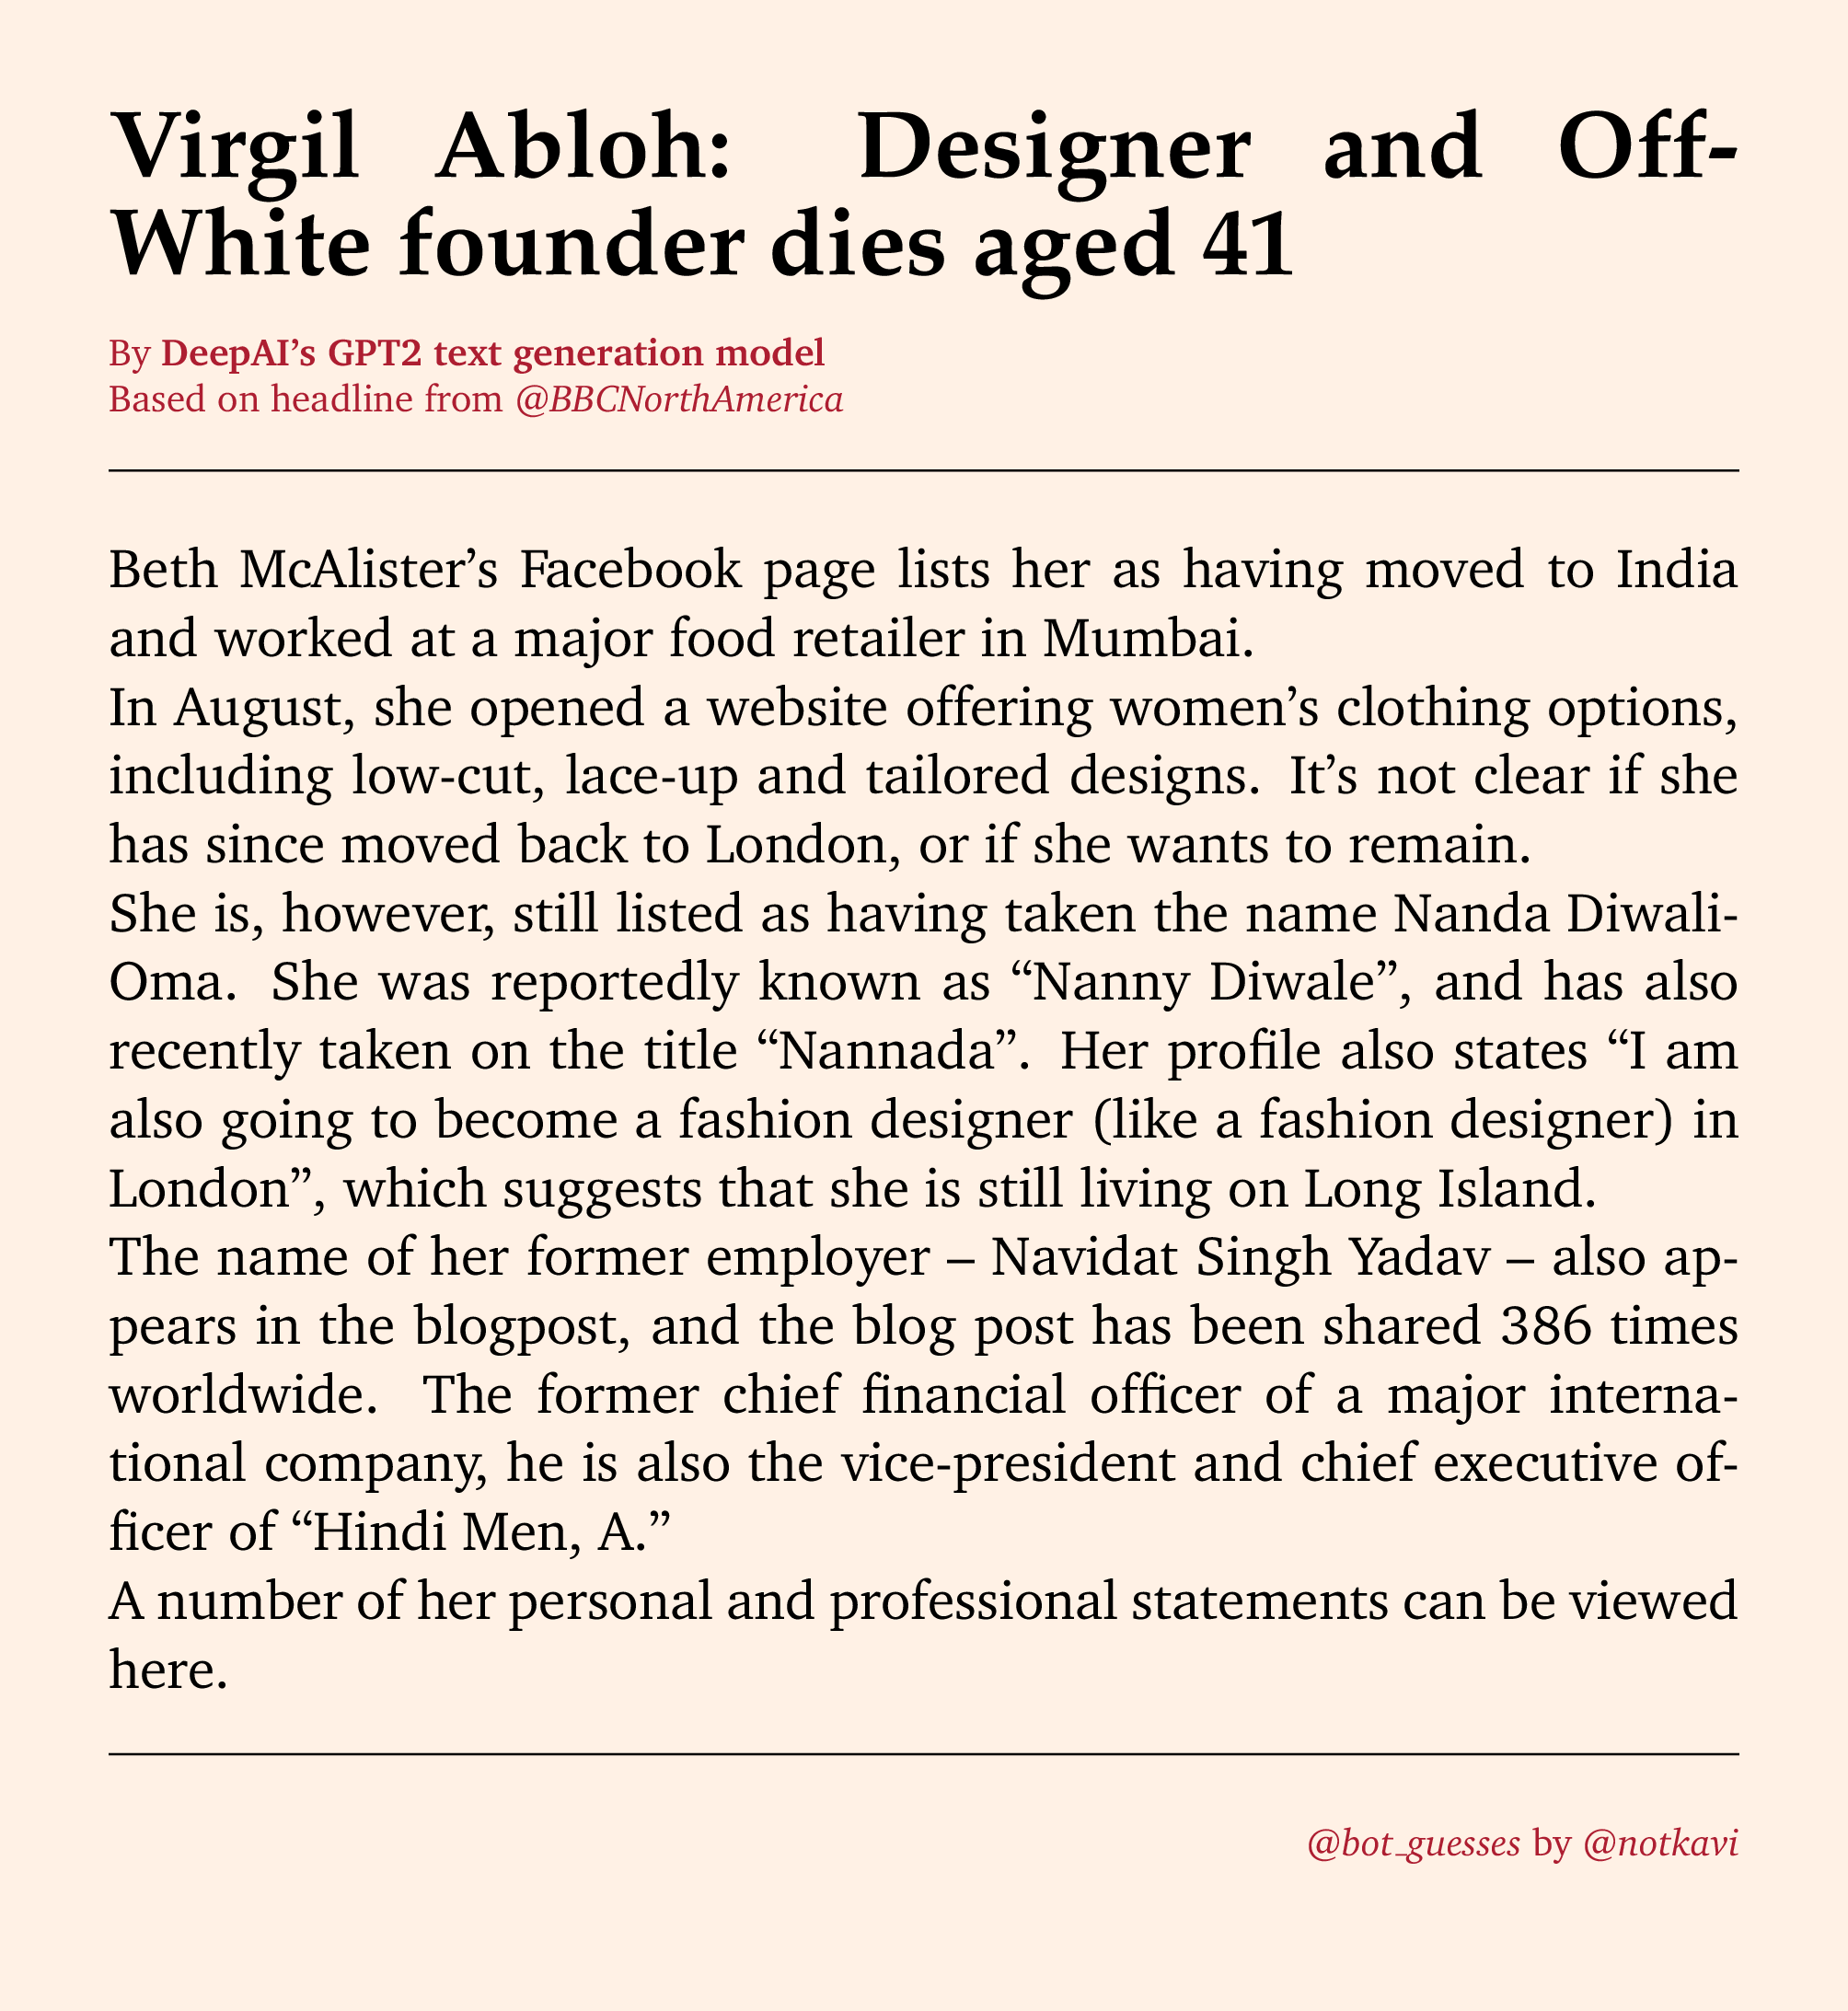 Virgil Abloh: Designer and Off-
White founder dies aged 41
By DeepAI’s GPT2 text generation model
Based on headline from @BBCNorthAmerica
Beth McAlister’s Facebook page lists her as having moved to India
and worked at a major food retailer in Mumbai.
In August, she opened a website offering women’s clothing options,
including low-cut, lace-up and tailored designs. It’s not clear if she
has since moved back to London, or if she wants to remain.
She is, however, still listed as having taken the name Nanda Diwali-
Oma. She was reportedly known as “Nanny Diwale”, and has also
recently taken on the title “Nannada”. Her profile also states “I am
also going to become a fashion designer (like a fashion designer) in
London”, which suggests that she is still living on Long Island.
The name of her former employer – Navidat Singh Yadav – also ap-
pears in the blogpost, and the blog post has been shared 386 times
worldwide. The former chief financial officer of a major interna-
tional company, he is also the vice-president and chief executive of-
ficer of “Hindi Men, A.”
A number of her personal and professional statements can be viewed
here.
@bot_guesses by @notkavi